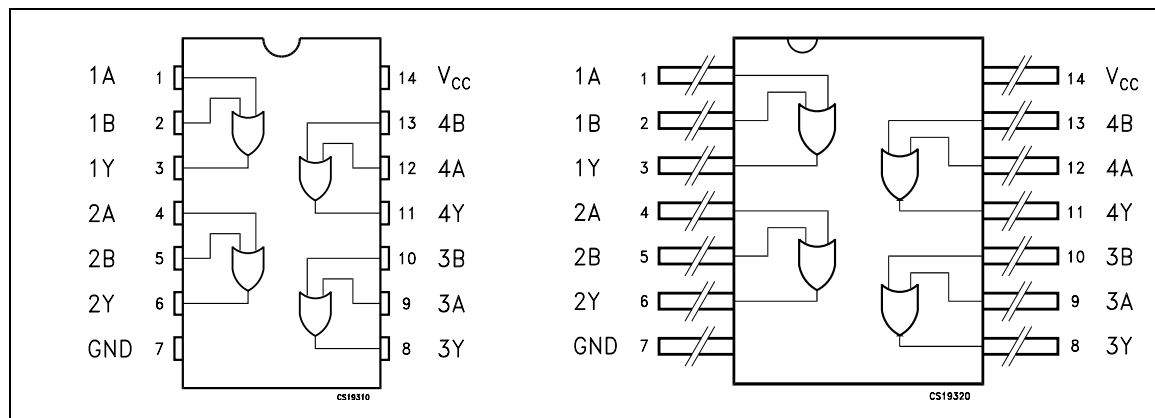 1A 1 14 VCC
1B 2 13 4B
1Y 3 12 4A
2A 4 11 4Y
2B 5 10 3B
2Y 6 9 3A
GND 7 8 3Y
CS19310
1A 1 14 VCC
1B 2 13 4B
1Y 3 12 4A
2A 4 11 4Y
2B 5 10 3B
2Y 6 9 3A
GND 7 8 3Y
CS19320